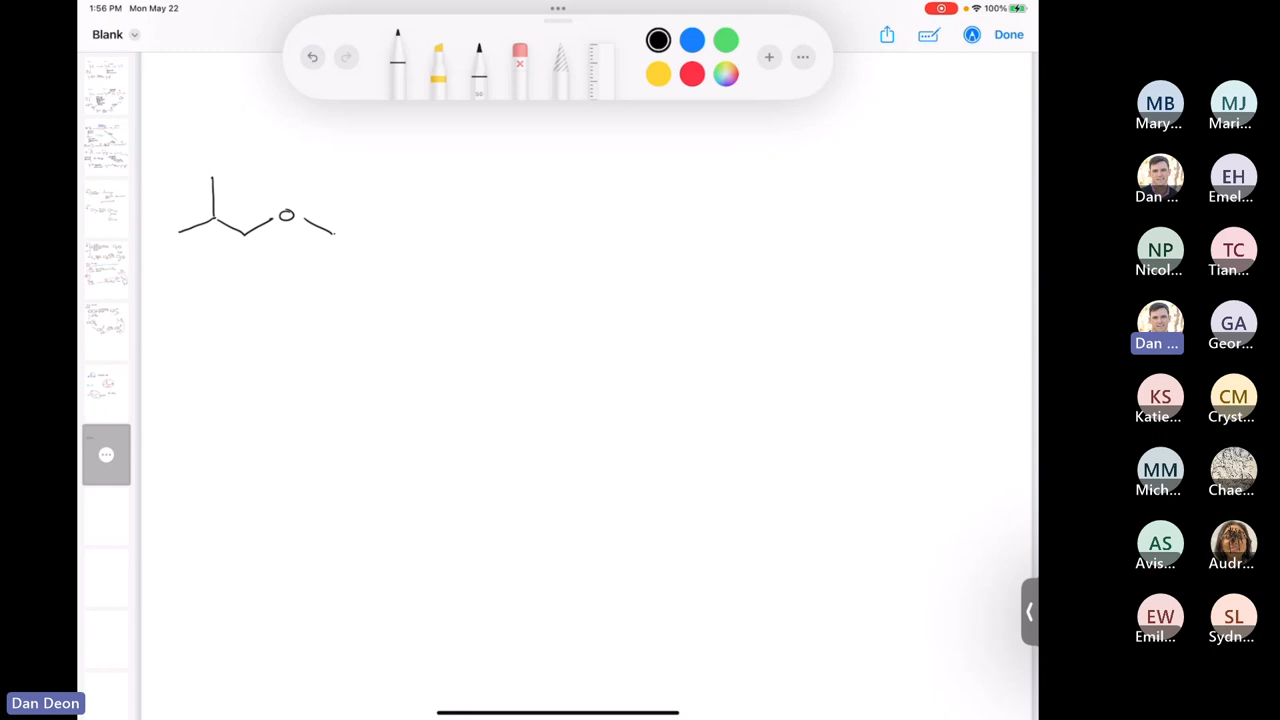 1:56 PM Mon May 22
100%
Blank
Done
50
O
MB
Mary...
MJ
Mari...
Dan ...
EH
Emel...
NP
Nicol...
TC
Tian...
Dan ...
GA
Geor...
KS
Katie...
CM
Cryst...
MM
Mich...
Chae...
AS
Avis...
Audr...
EW
Emil...
SL
Sydn...
Dan Deon